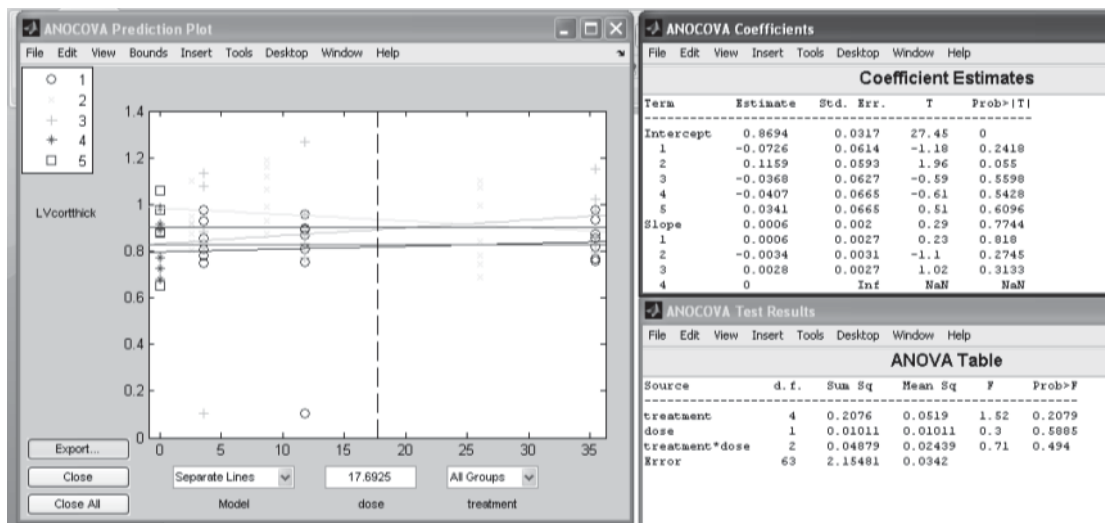 ANOCOVA Prediction Plot
File Edit View Bounds Insert Tools Desktop Window Help
1
2
3
4
5
LVcortthick
1.4
1.2
1
0.8
0.6
0.4
0.2
0
0 5 10 15 20 25 30 35
Export...
Close
Close All
Separate Lines
17.6925
All Groups
Model
dose
treatment
ANOCOVA Coefficients
File Edit View Insert Tools Desktop Window Help
Coefficient Estimates
Term Estimate Std. Err. T Prob>|T|
Intercept 0.8694 0.0317 27.45 0
1 -0.0726 0.0614 -1.18 0.2418
2 0.1159 0.0593 1.96 0.055
3 -0.0368 0.0627 -0.59 0.5598
4 -0.0407 0.0665 -0.61 0.5428
5 0.0341 0.0665 0.51 0.6096
Slope 0.0006 0.002 0.29 0.7744
1 0.0006 0.0027 0.23 0.818
2 -0.0034 0.0031 -1.1 0.2745
3 0.0028 0.0027 1.02 0.3133
4 0 Inf NaN NaN
ANOCOVA Test Results
File Edit View Insert Tools Desktop Window Help
ANOVA Table
Source d.f. Sum Sq Mean Sq F Prob>F
treatment 4 0.2076 0.0519 1.52 0.2079
dose 1 0.01011 0.01011 0.3 0.5885
treatment*dose 2 0.04879 0.02439 0.71 0.494
Error 63 2.15481 0.0342